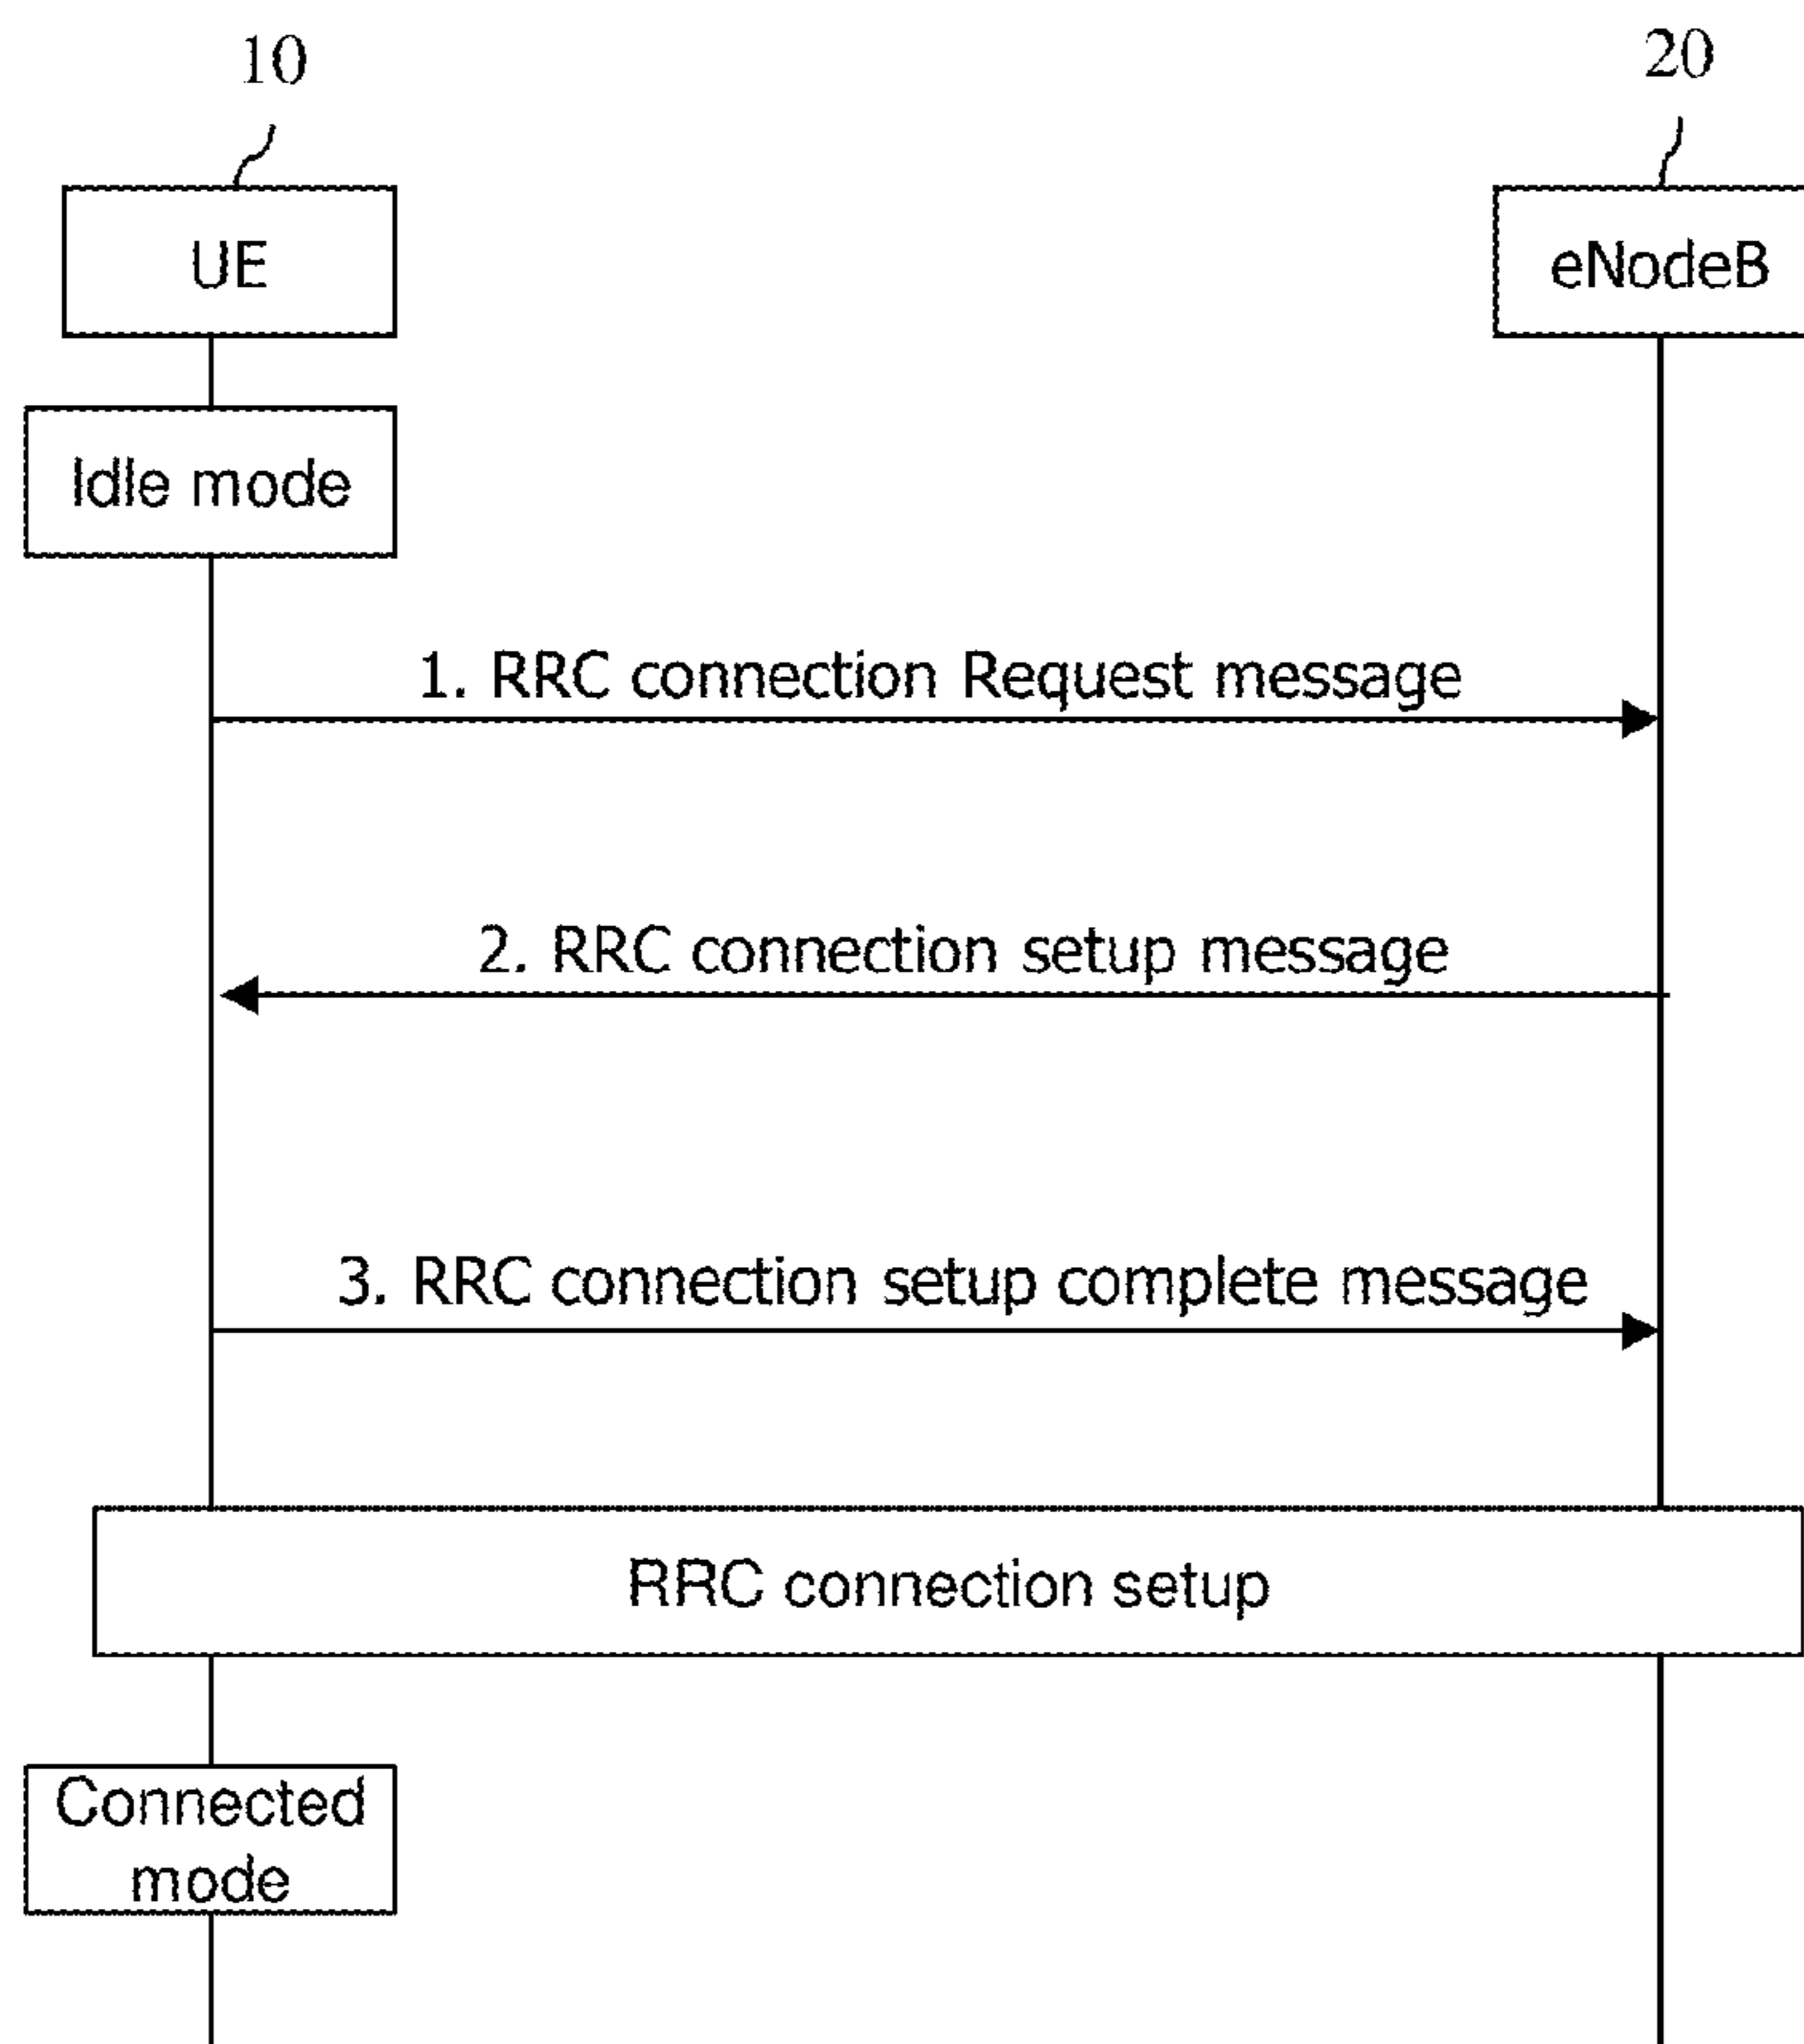 10
20
UE
eNodeB
Idle mode
1. RRC connection Request message
2. RRC connection setup message
3. RRC connection setup complete message
RRC connection setup
Connected
mode